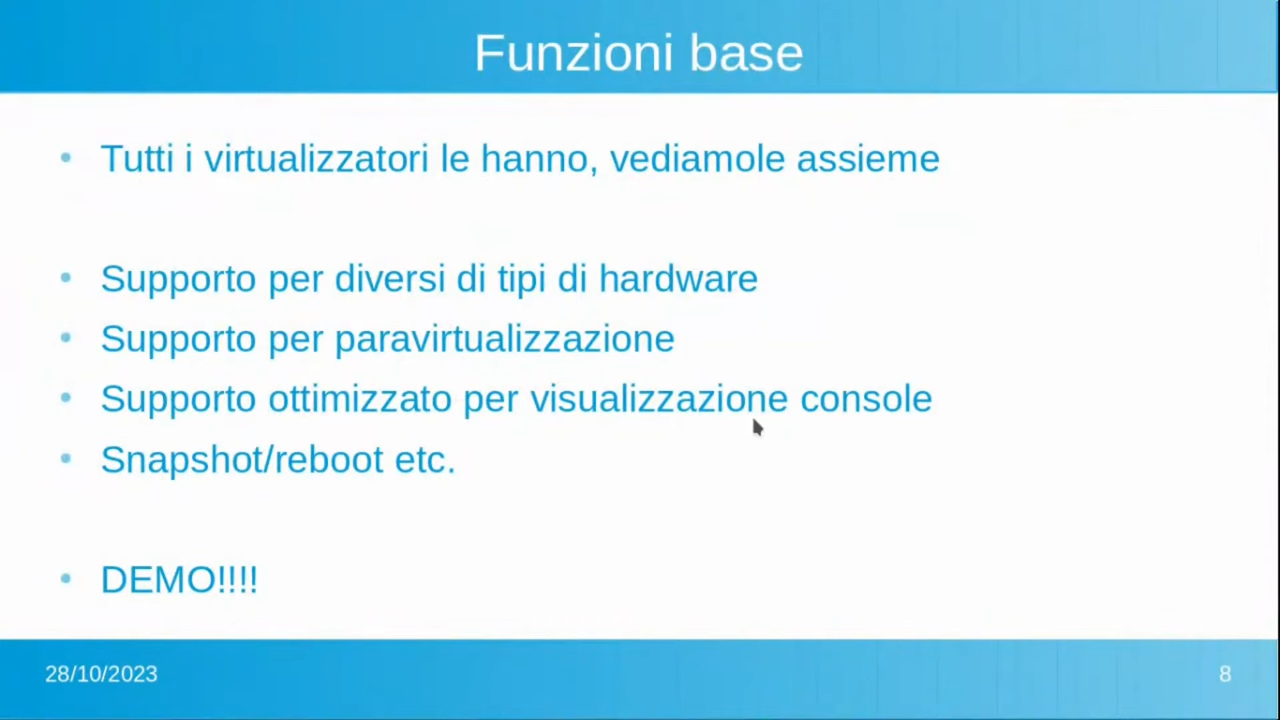 Funzioni base
• Tutti i virtualizzatori le hanno, vediamole assieme
• Supporto per diversi di tipi di hardware
• Supporto per paravirtualizzazione
• Supporto ottimizzato per visualizzazione console
• Snapshot/reboot etc.
• DEMO!!!!
28/10/2023
8